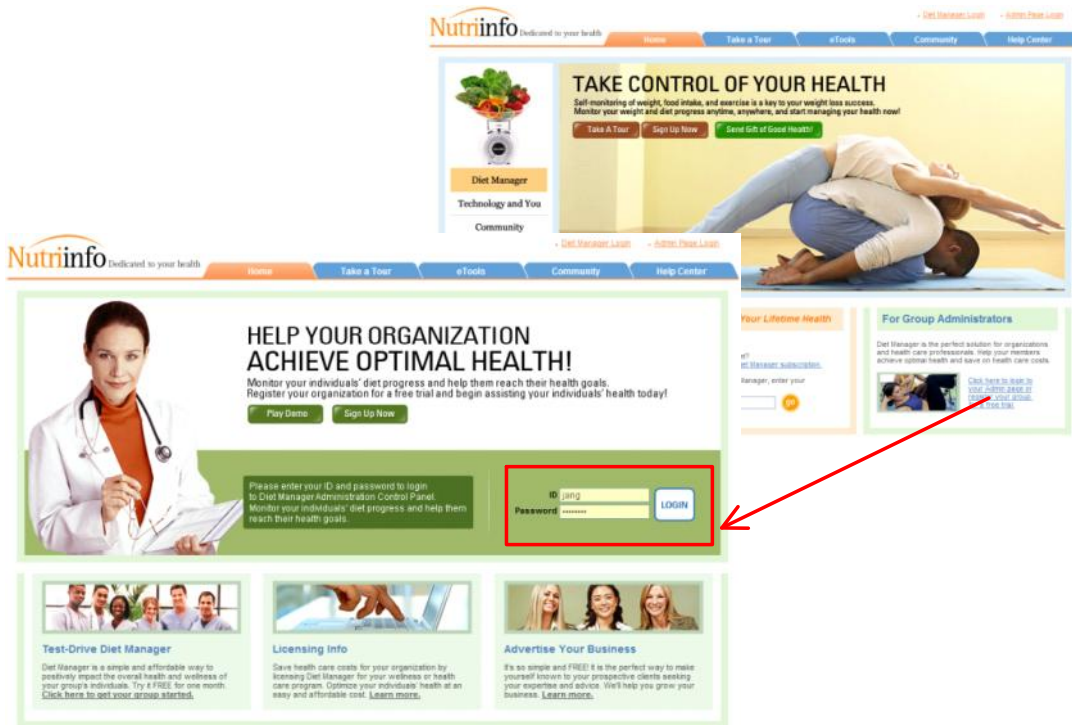 Nutriinfo Dedicated to your health
Diet Manager Login
Admin Page Login
Home
Take a Tour
eTools
Community
Help Center
TAKE CONTROL OF YOUR HEALTH
Self-monitoring of weight, food intake, and exercise is a key to your weight loss success.
Monitor your weight and diet progress anytime, anywhere, and start managing your health now!
Take A Tour
Sign Up Now
Send Gift of Good Health!
Diet Manager
Technology and You
Community
Your Lifetime Health
et Manager subscription.
Manager, enter your
go
For Group Administrators
Diet Manager is the perfect solution for organizations
and health care professionals. Help your members
achieve optimal health and save on health care costs.
Click here to login to
your Admin page or
register your group
for a free trial.
Nutriinfo Dedicated to your health
Diet Manager Login
Admin Page Login
Home
Take a Tour
eTools
Community
Help Center
HELP YOUR ORGANIZATION
ACHIEVE OPTIMAL HEALTH!
Monitor your individuals' diet progress and help them reach their health goals.
Register your organization for a free trial and begin assisting your individuals' health today!
Play Demo
Sign Up Now
Please enter your ID and password to login
to Diet Manager Administration Control Panel.
Monitor your individuals' diet progress and help them
reach their health goals.
ID jang
Password ••••••••
LOGIN
Test-Drive Diet Manager
Diet Manager is a simple and affordable way to
positively impact the overall health and wellness of
your group's individuals. Try it FREE for one month.
Click here to get your group started.
Licensing Info
Save health care costs for your organization by
licensing Diet Manager for your wellness or health
care program. Optimize your individuals' health at an
easy and affordable cost. Learn more.
Advertise Your Business
It's so simple and FREE! It is the perfect way to make
yourself known to your prospective clients seeking
your expertise and advice. We'll help you grow your
business. Learn more.